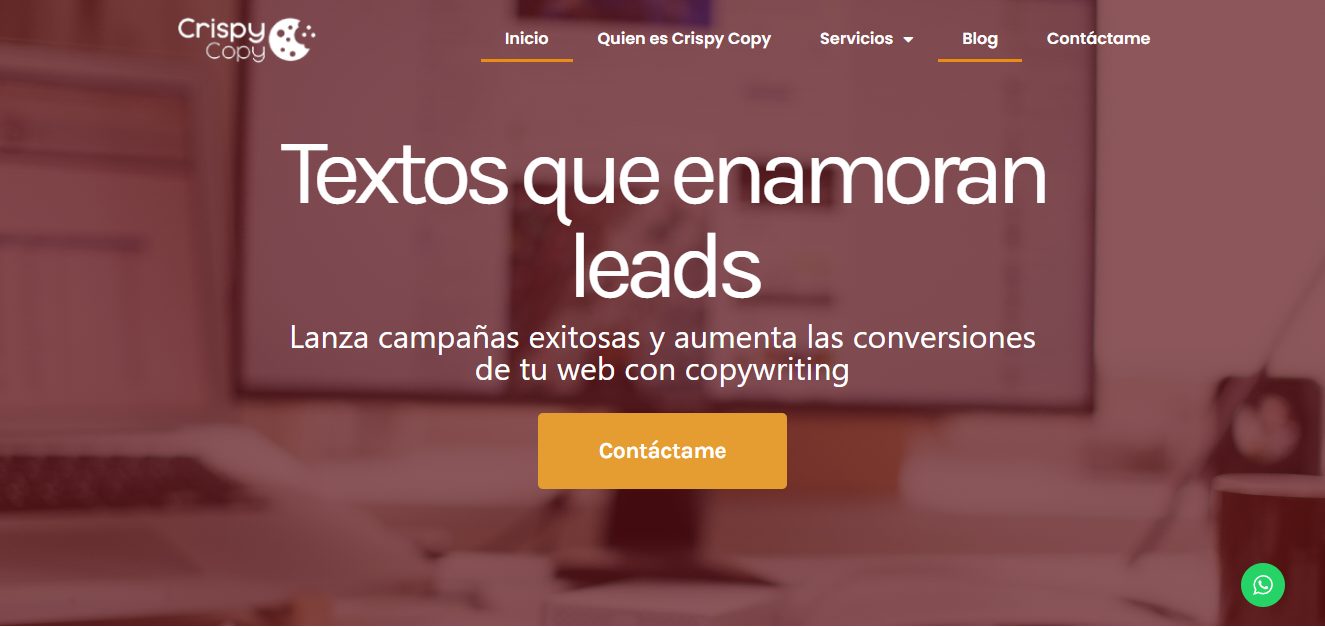 Crispy
Copy
Inicio
Quien es Crispy Copy
Servicios
Blog
Contáctame
Textos que enamoran
leads
Lanza campañas exitosas y aumenta las conversiones
de tu web con copywriting
Contáctame